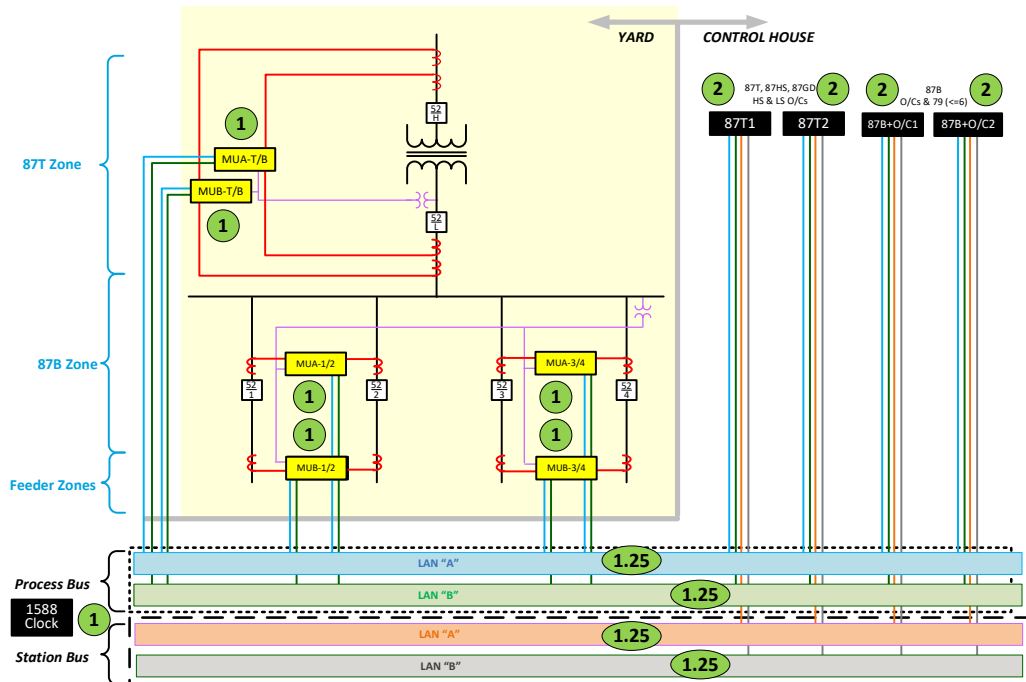 YARD
CONTROL HOUSE
2
87T, 87HS, 87GD
HS & LS O/Cs
2
2
87B
O/Cs & 79 (<=6)
2
87T1
87T2
87B+O/C1
87B+O/C2
52
H
1
MUA-T/B
87T Zone
MUB-T/B
1
52
L
87B Zone
MUA-1/2
MUA-3/4
52
1
52
2
52
3
52
4
1
1
1
1
MUB-1/2
MUB-3/4
Feeder Zones
LAN “A”
1.25
Process Bus
LAN “B”
1.25
1588
Clock
1
LAN “A”
1.25
Station Bus
LAN “B”
1.25